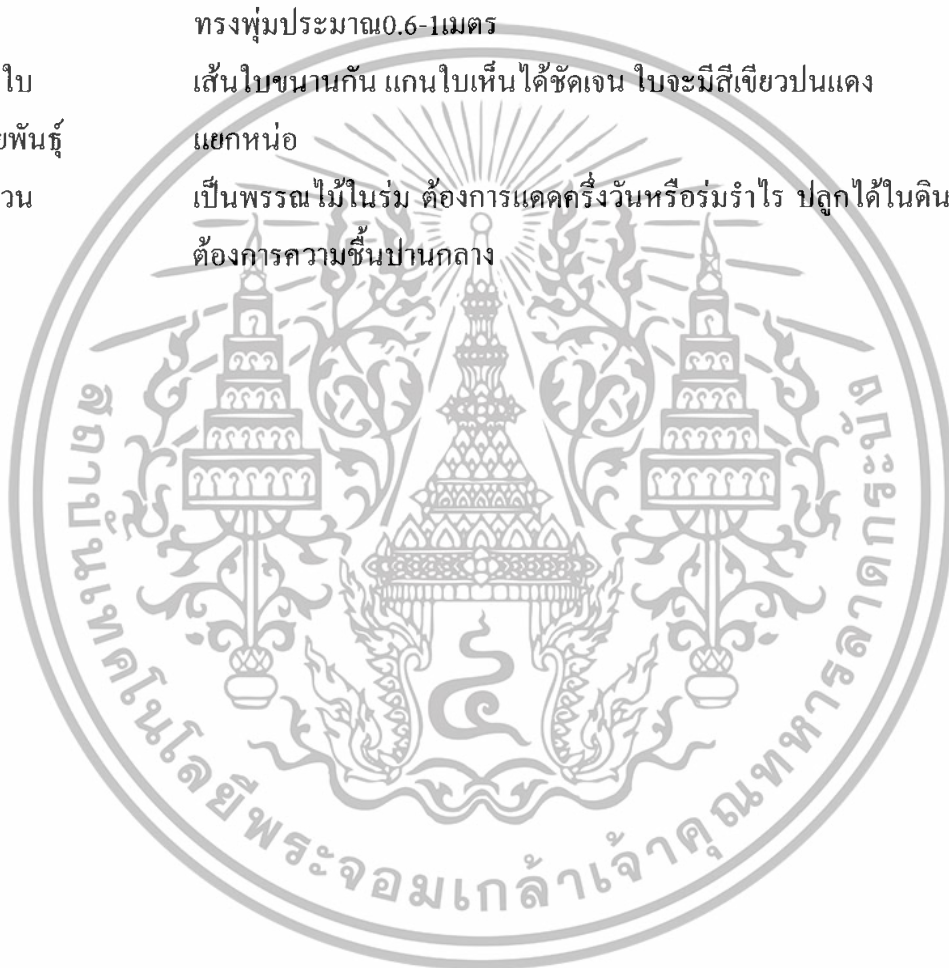 ทรงพุ่มประมาณ0.6-1เมตร
ใบ เส้นใบขนานกัน แกนใบเห็นได้ชัดเจน ใบจะมีสีเขียวปนแดง
ยพันธุ์ แยกหน่อ
วน เป็นพรรณไม้ในร่ม ต้องการแดดครึ่งวันหรือร่มรำไร ปลูกได้ในดิน
ต้องการความชื้นปานกลาง
สถาบันเทคโนโลยีพระจอมเกล้าเจ้าคุณทหารลาดกระบัง
๔